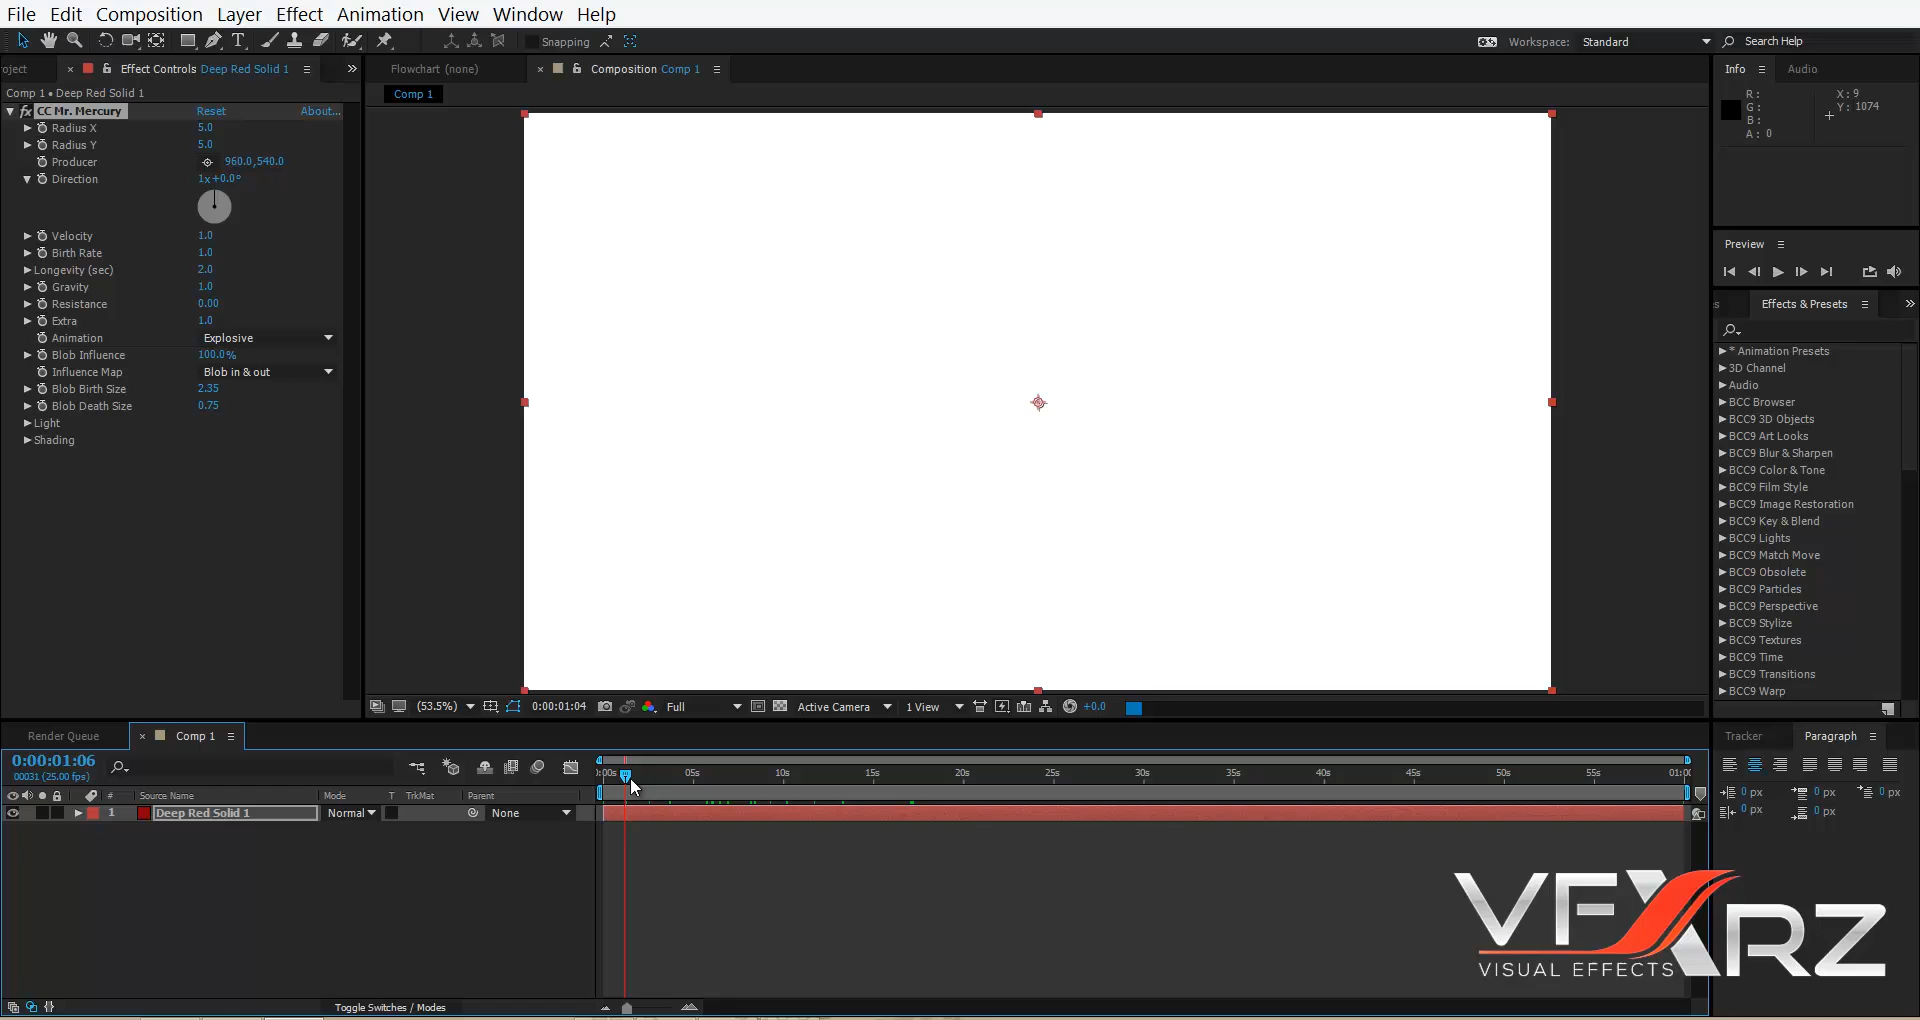 File Edit Composition Layer Effect Animation View Window Help
Snapping
Workspace: Standard
Search Help
oject
× Effect Controls Deep Red Solid 1
Flowchart (none)
× Composition Comp 1
Info
Audio
Comp 1 • Deep Red Solid 1
Comp 1
R:
G:
B:
A: 0
X: 9
Y: 1074
fx CC Mr. Mercury Reset About...
Radius X 5.0
Radius Y 5.0
Producer 960.0,540.0
Direction 1x+0.0°
Velocity 1.0
Birth Rate 1.0
Longevity (sec) 2.0
Gravity 1.0
Resistance 0.00
Extra 1.0
Animation Explosive
Blob Influence 100.0%
Influence Map Blob in & out
Blob Birth Size 2.35
Blob Death Size 0.75
Light
Shading
Preview
s
Effects & Presets
* Animation Presets
3D Channel
Audio
BCC Browser
BCC9 3D Objects
BCC9 Art Looks
BCC9 Blur & Sharpen
BCC9 Color & Tone
BCC9 Film Style
BCC9 Image Restoration
BCC9 Key & Blend
BCC9 Lights
BCC9 Match Move
BCC9 Obsolete
BCC9 Particles
BCC9 Perspective
BCC9 Stylize
BCC9 Textures
BCC9 Time
BCC9 Transitions
BCC9 Warp
(53.5%) 0:00:01:04 Full Active Camera 1 View +0.0
Render Queue
× Comp 1
Tracker
Paragraph
0:00:01:06
00031 (25.00 fps)
):00s 05s 10s 15s 20s 25s 30s 35s 40s 45s 50s 55s 01:0(
# Source Name Mode T TrkMat Parent
1 Deep Red Solid 1 Normal None
0 px 0 px 0 px
0 px 0 px
VFXARZ
VISUAL EFFECTS
Toggle Switches / Modes